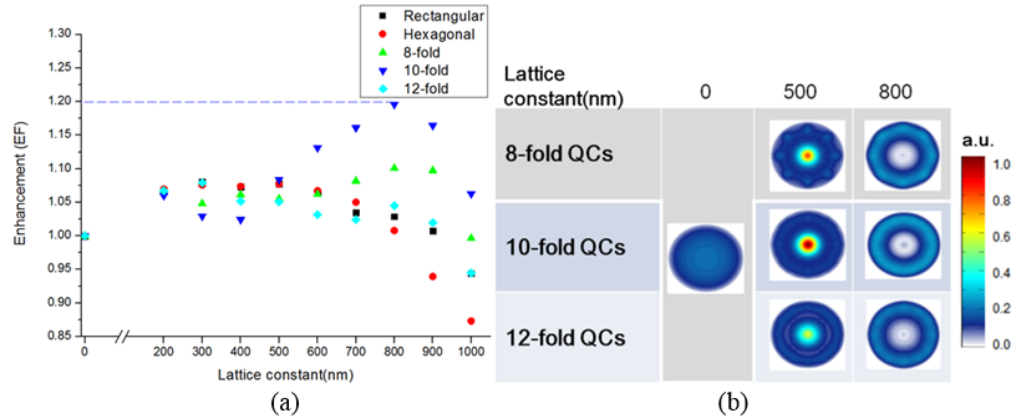 (a)
Enhancement (EF)
1.30
1.25
1.20
1.15
1.10
1.05
1.00
0.95
0.90
0.85
Rectangular
Hexagonal
8-fold
10-fold
12-fold
0 200 300 400 500 600 700 800 900 1000
Lattice constant(nm)
(a)
Lattice
constant(nm) 0 500 800
8-fold QCs
10-fold QCs
12-fold QCs
a.u.
1.0
0.8
0.6
0.4
0.2
0.0
(b)